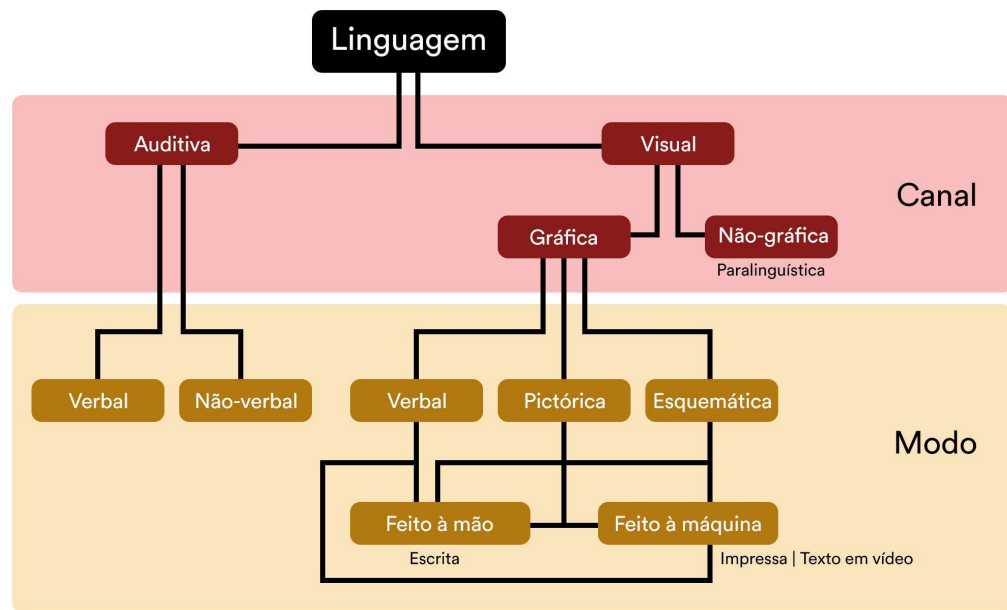 Linguagem
Auditiva
Visual
Canal
Gráfica
Não-gráfica
Paralinguística
Verbal
Não-verbal
Verbal
Pictórica
Esquemática
Modo
Feito à mão
Feito à máquina
Escrita
Impressa | Texto em vídeo